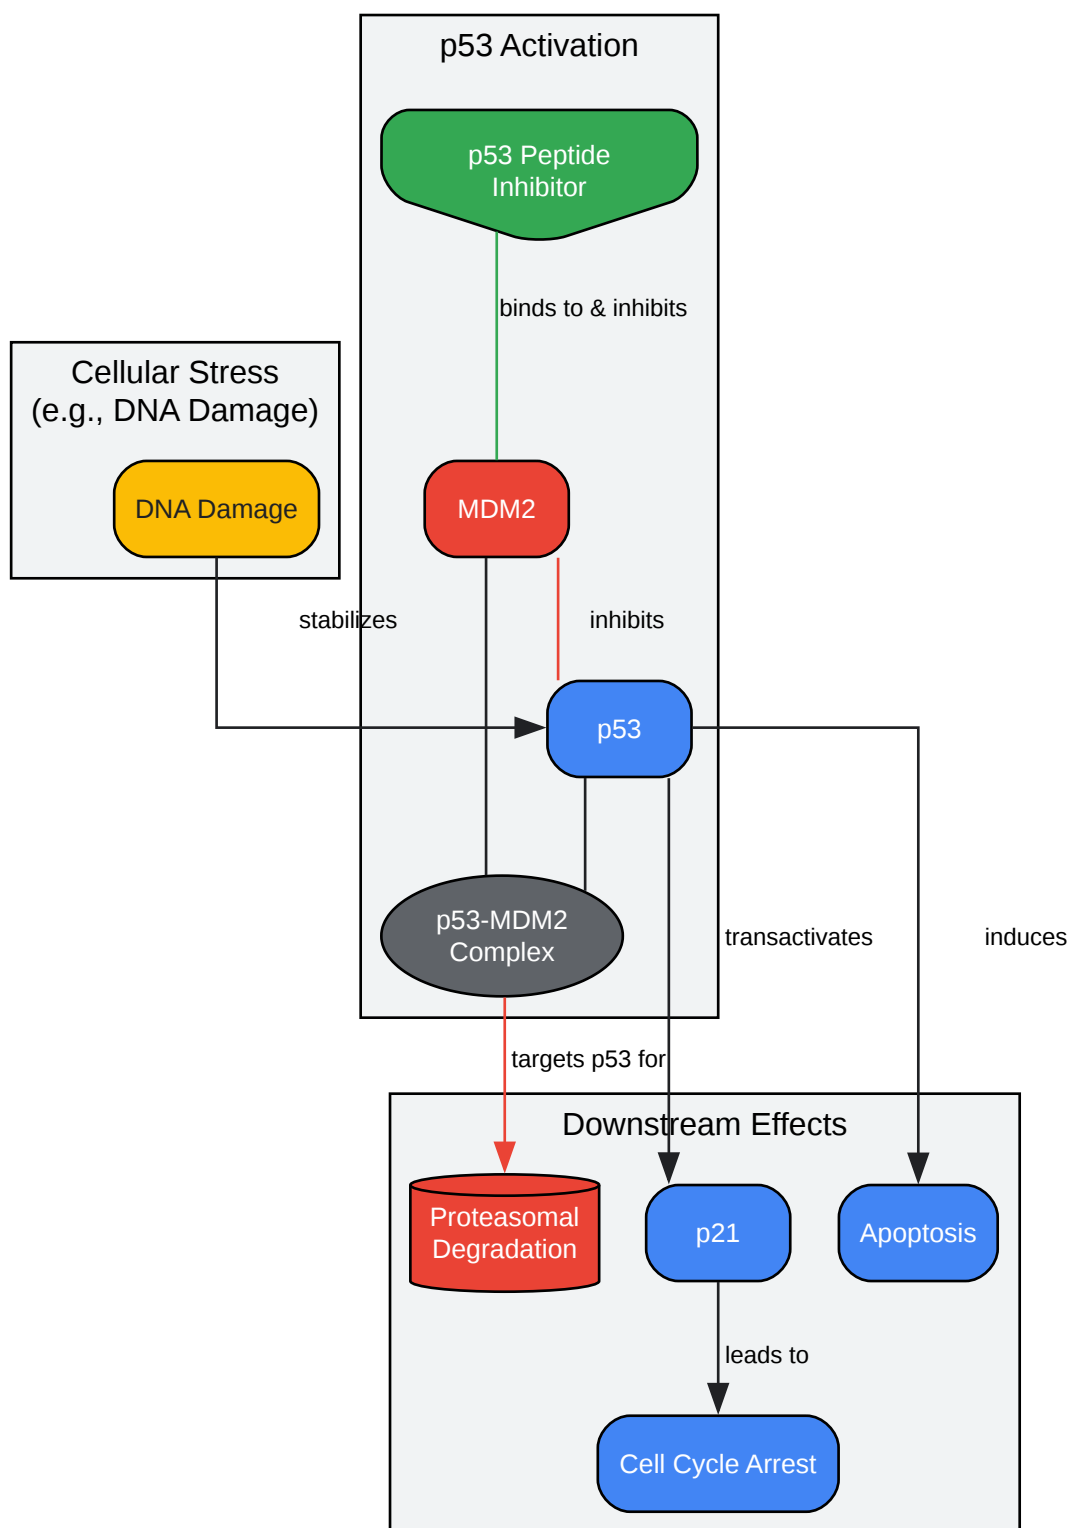 p53 Activation
p53 Peptide
Inhibitor
binds to & inhibits
Cellular Stress
(e.g., DNA Damage)
DNA Damage
MDM2
stabilizes
inhibits
p53
p53-MDM2
Complex
transactivates
induces
targets p53 for
Downstream Effects
Proteasomal
Degradation
p21
Apoptosis
leads to
Cell Cycle Arrest